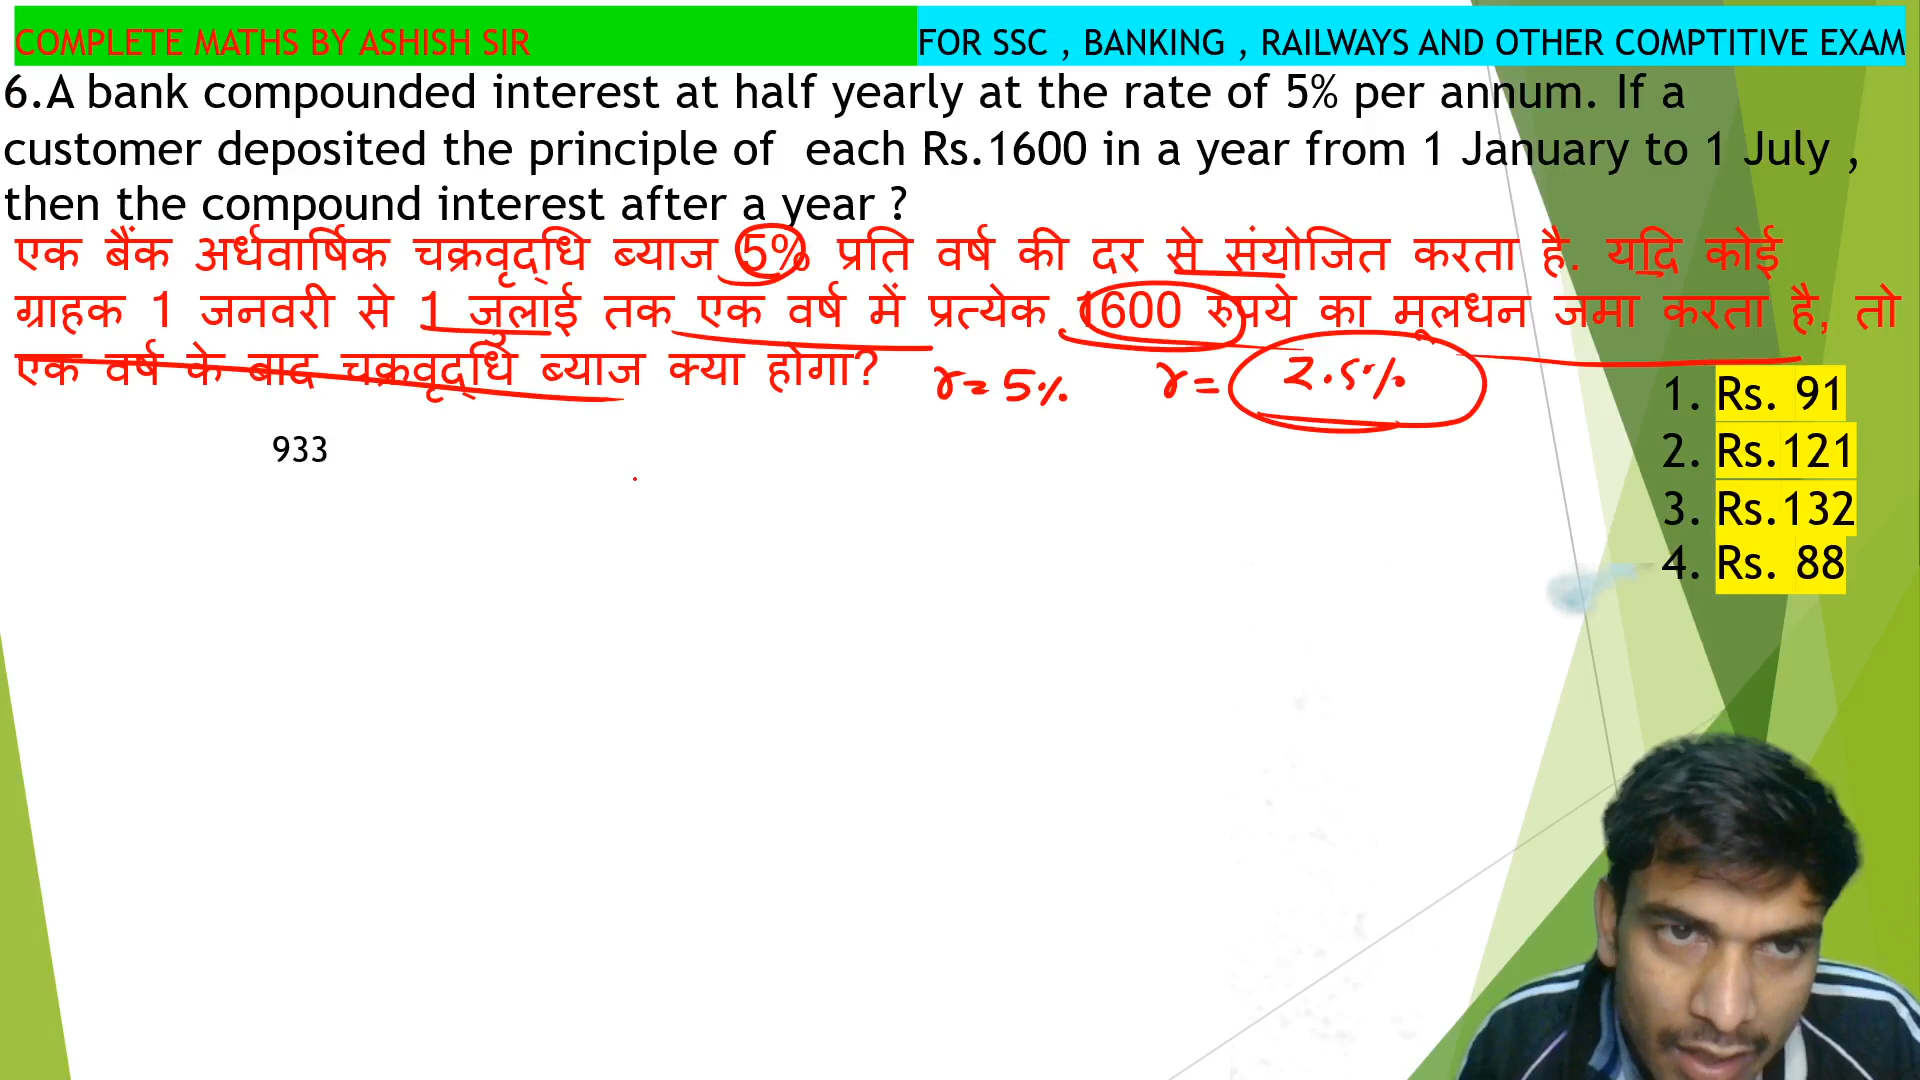 COMPLETE MATHS BY ASHISH SIR
FOR SSC , BANKING , RAILWAYS AND OTHER COMPTITIVE EXAM
6.A bank compounded interest at half yearly at the rate of 5% per annum. If a
customer deposited the principle of each Rs.1600 in a year from 1 January to 1 July ,
then the compound interest after a year ?
एक बैंक अर्धवार्षिक चक्रवृद्धि ब्याज 5% प्रति वर्ष की दर से संयोजित करता है. यदि कोई
ग्राहक 1 जनवरी से 1 जुलाई तक एक वर्ष में प्रत्येक 1600 रुपये का मूलधन जमा करता है, तो
एक वर्ष के बाद चक्रवृद्धि ब्याज क्या होगा?
r=5% r= 2.5%
1. Rs. 91
2. Rs.121
3. Rs.132
4. Rs. 88
933